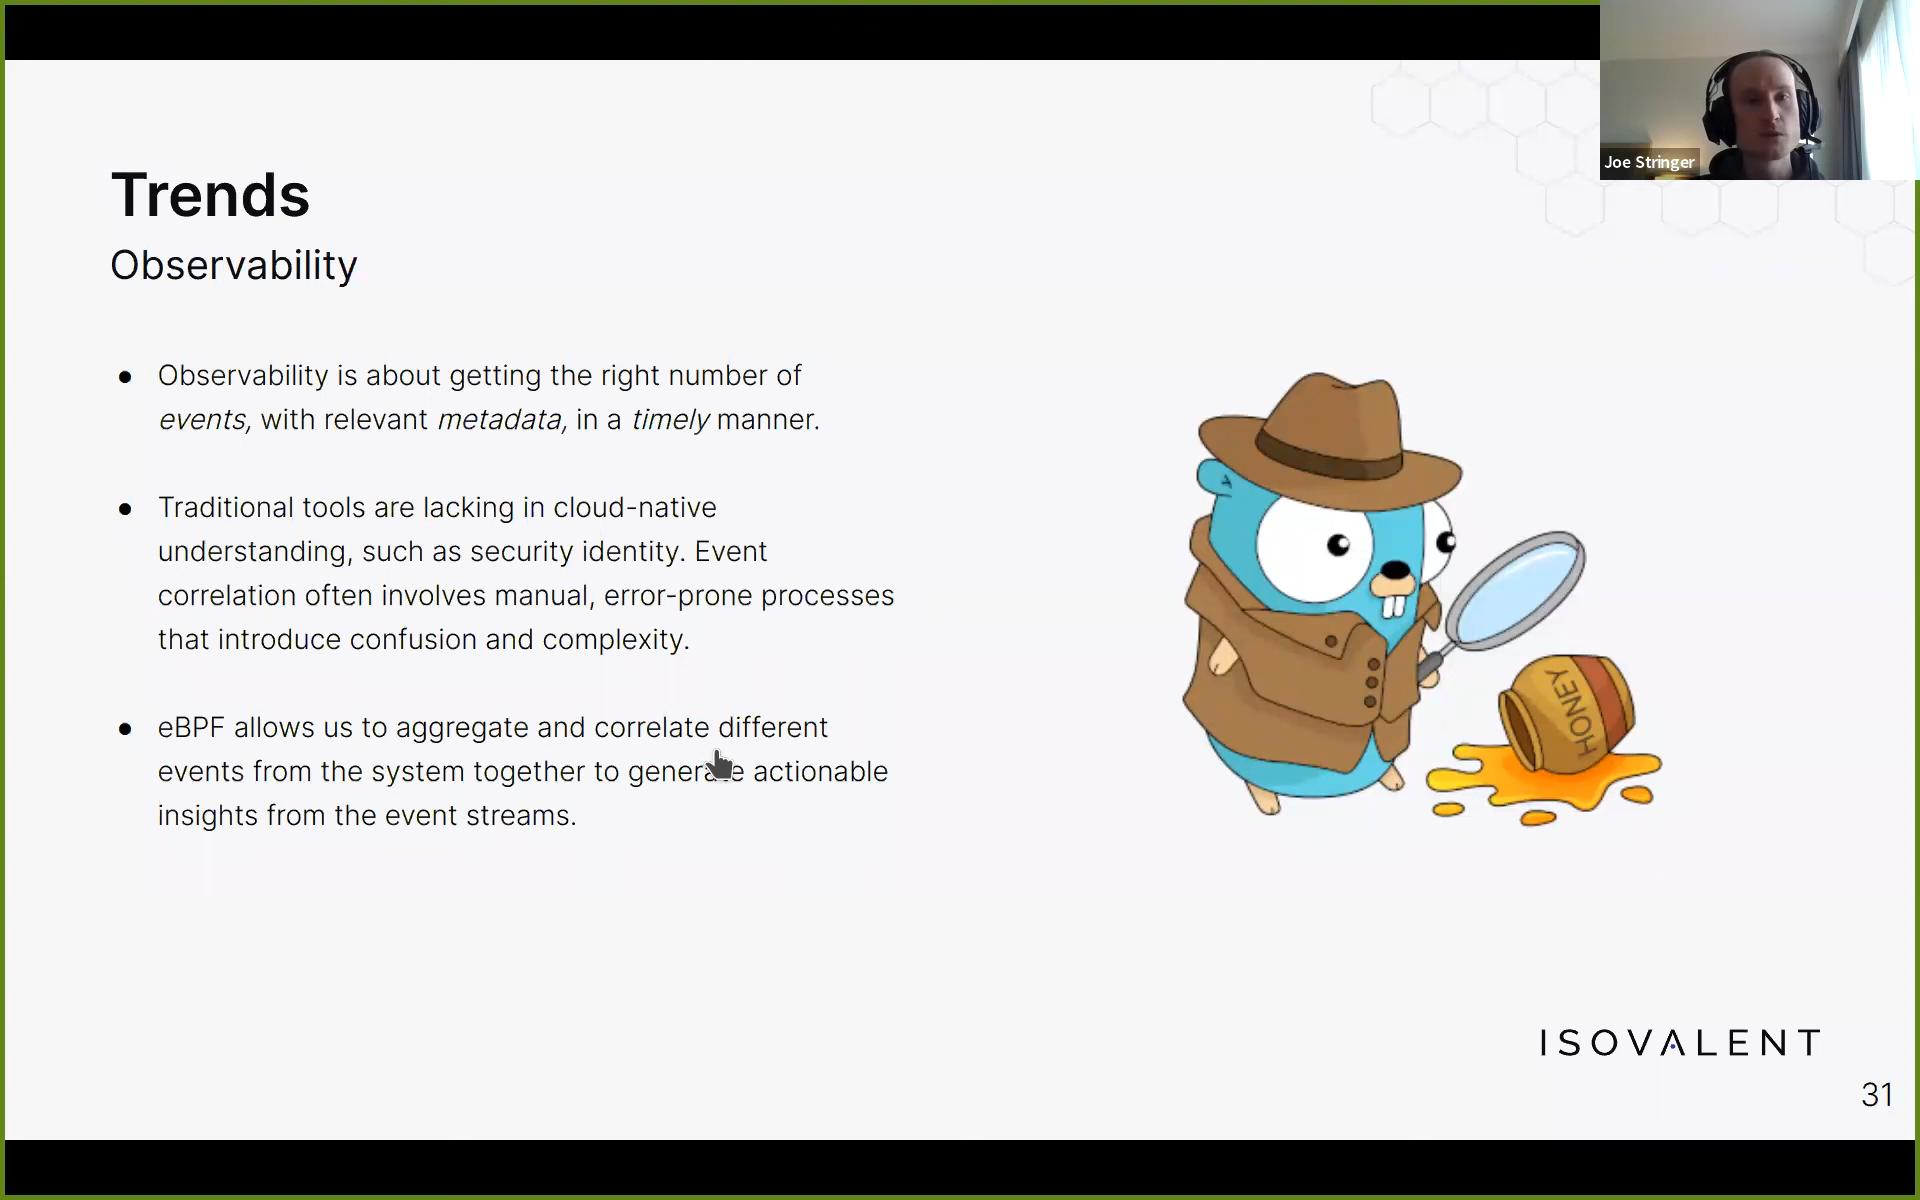 Joe Stringer
Trends
Observability
● Observability is about getting the right number of
events, with relevant metadata, in a timely manner.
● Traditional tools are lacking in cloud-native
understanding, such as security identity. Event
correlation often involves manual, error-prone processes
that introduce confusion and complexity.
● eBPF allows us to aggregate and correlate different
events from the system together to generate actionable
insights from the event streams.
HONEY
ISOVALENT
31